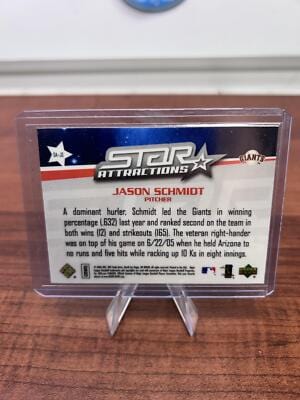 STAR
ATTRACTIONS
GIANTS
JASON SCHMIDT
PITCHER
A dominant hurler, Schmidt led the Giants in winning
percentage (.632) last year and ranked second on the team in
both wins (12) and strikeouts (165). The veteran right-hander
was on top of his game on 6/22/05 when he held Arizona to
no runs and five hits while racking up 10 Ks in eight innings.